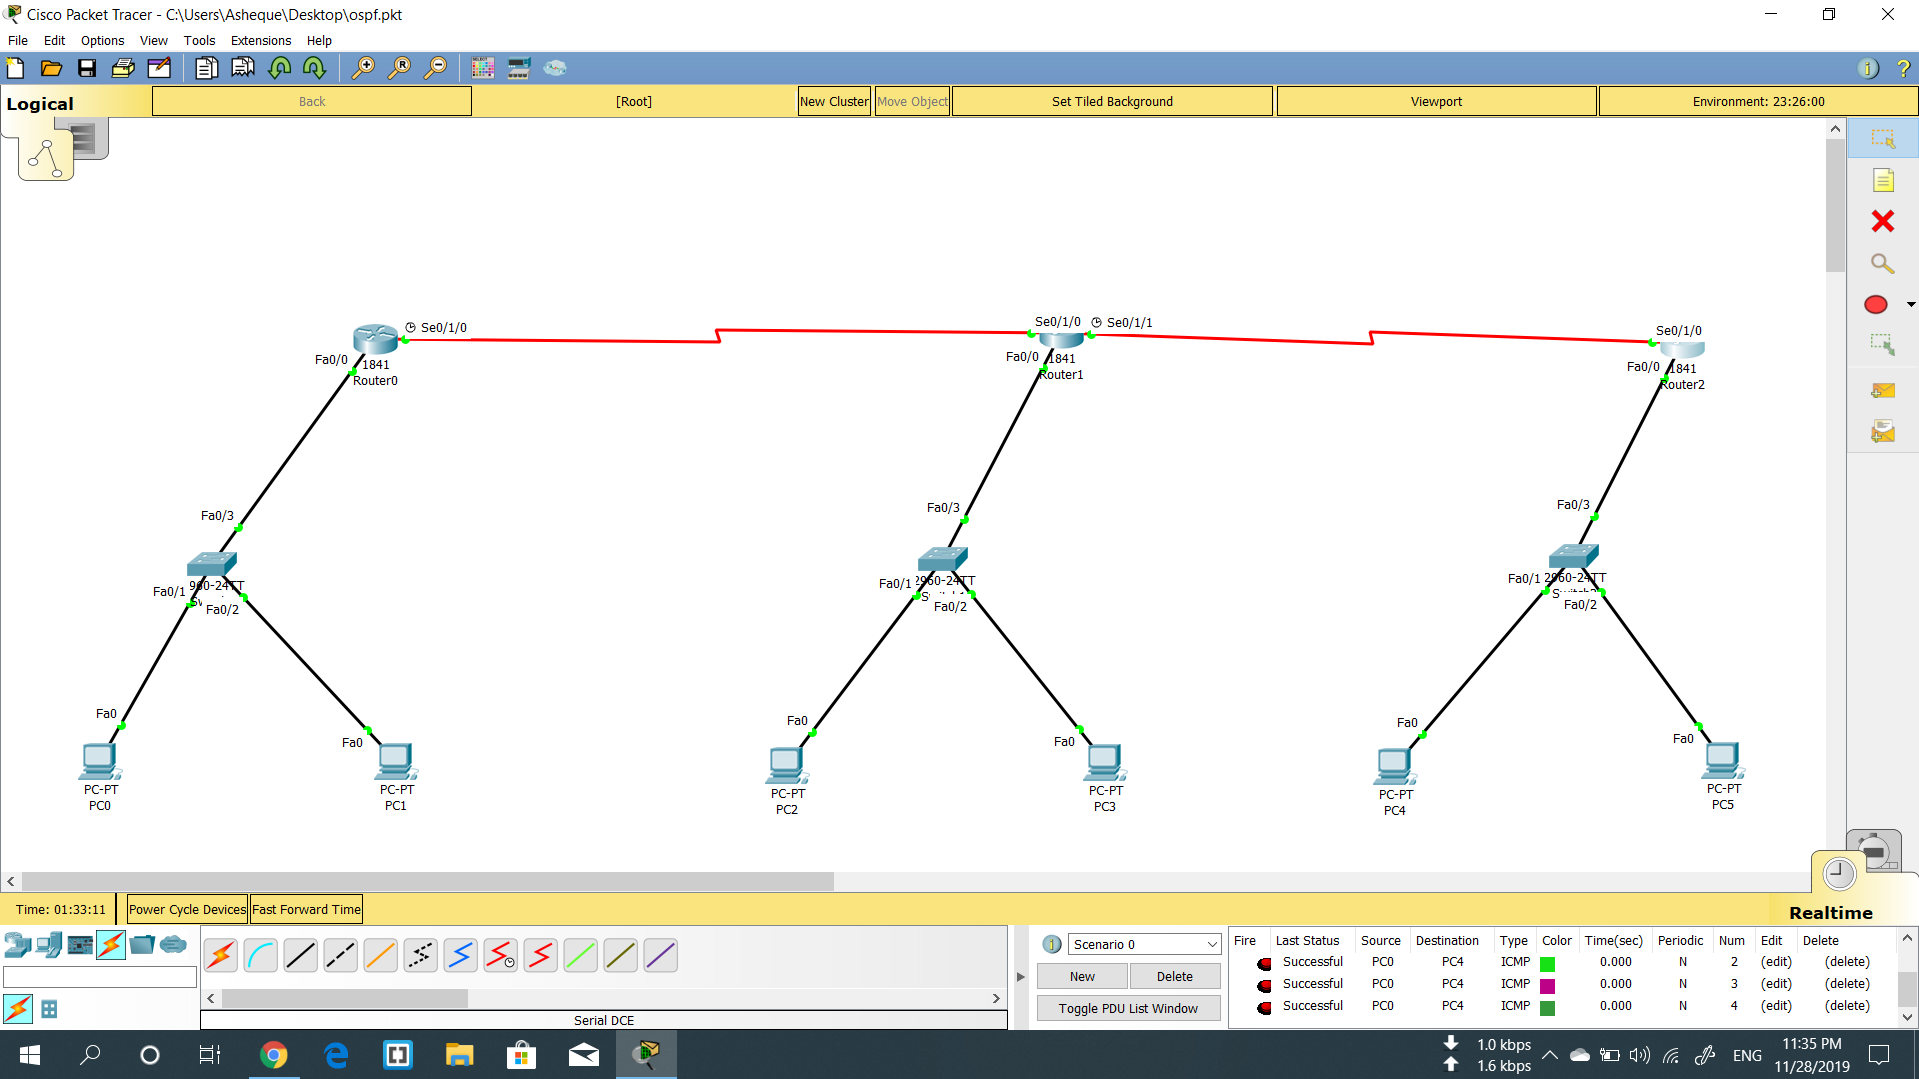 Cisco Packet Tracer - C:\Users\Asheque\Desktop\ospf.pkt
File Edit Options View Tools Extensions Help
Logical Back [Root] New Cluster Move Object Set Tiled Background Viewport Environment: 23:26:00
Se0/1/0 Se0/1/0 Se0/1/1 Se0/1/0
Fa0/0 1841 Fa0/0 1841 Fa0/0 1841
Router0 Router1 Router2
Fa0/3 Fa0/3 Fa0/3
960-24TT 2960-24TT 2960-24TT
Fa0/1 Fa0/1 Fa0/1
Fa0/2 Fa0/2 Fa0/2
Fa0 Fa0 Fa0 Fa0 Fa0 Fa0
PC-PT PC-PT PC-PT PC-PT PC-PT PC-PT
PC0 PC1 PC2 PC3 PC4 PC5
Time: 01:33:11 Power Cycle Devices Fast Forward Time Realtime
Scenario 0
New Delete
Toggle PDU List Window
Serial DCE
Fire Last Status Source Destination Type Color Time(sec) Periodic Num Edit Delete
Successful PC0 PC4 ICMP 0.000 N 2 (edit) (delete)
Successful PC0 PC4 ICMP 0.000 N 3 (edit) (delete)
Successful PC0 PC4 ICMP 0.000 N 4 (edit) (delete)
1.0 kbps
1.6 kbps
ENG
11:35 PM
11/28/2019